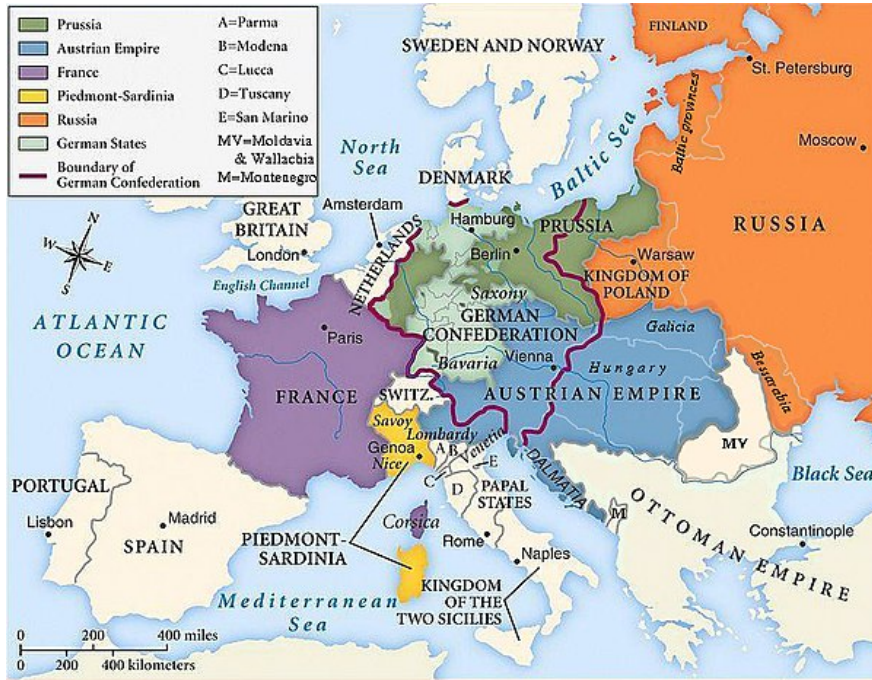 Prussia
Austrian Empire
France
Piedmont-Sardinia
Russia
German States
Boundary of
German Confederation
A=Parma
B=Modena
C=Lucca
D=Tuscany
E=San Marino
MV=Moldavia
& Wallachia
M=Montenegro
SWEDEN AND NORWAY
FINLAND
St. Petersburg
Baltic provinces
Moscow
North
Sea
Baltic Sea
DENMARK
GREAT
BRITAIN
Amsterdam
Hamburg
PRUSSIA
RUSSIA
London
NETHERLANDS
Berlin
Warsaw
KINGDOM OF
POLAND
English Channel
Saxony
ATLANTIC
OCEAN
Paris
GERMAN
CONFEDERATION
Galicia
Bavaria
Vienna
Hungary
Bessarabia
FRANCE
SWITZ.
AUSTRIAN EMPIRE
Savoy
Lombardy
Venetia
MV
Genoa
Nice
A
B
E
C
D
DALMATIA
Black Sea
PORTUGAL
PAPAL
STATES
M
OTTOMAN EMPIRE
Lisbon
Madrid
SPAIN
Corsica
PIEDMONT-
SARDINIA
Rome
Naples
Constantinople
KINGDOM
OF THE
TWO SICILIES
Mediterranean
Sea
0 200 400 miles
0 200 400 kilometers
N
W
E
S